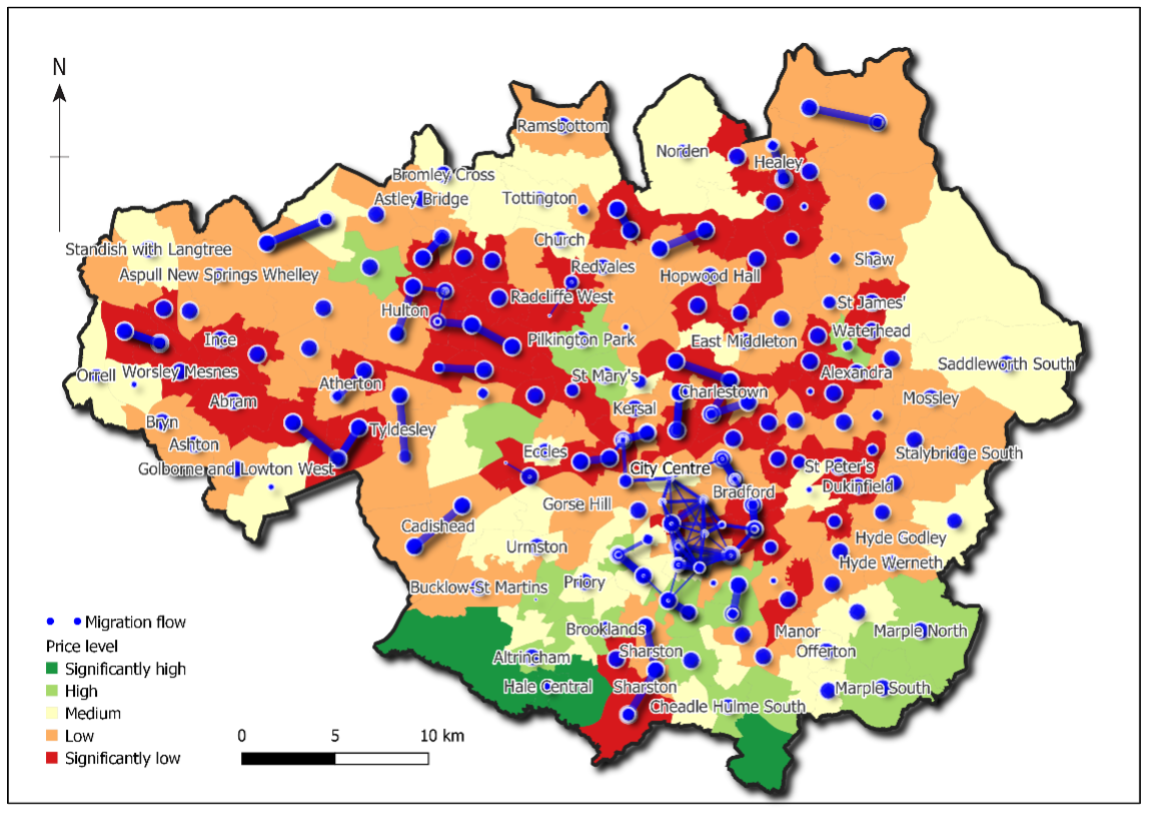 N
Ramsbottom
Norden
Healey
Bromley Cross
Astley Bridge
Tottington
Standish with Langtree
Church
Aspull New Springs Whelley
Redvales
Hopwood Hall
Shaw
Radcliffe West
St James'
Hulton
Waterhead
Ince
Pilkington Park
East Middleton
Saddleworth South
Orrell
Worsley Mesnes
St Mary's
Alexandra
Atherton
Charlestown
Abram
Kersal
Mossley
Bryn
Tyldesley
Ashton
Eccles
Stalybridge South
Golborne and Lowton West
City Centre
St Peter's
Dukinfield
Bradford
Gorse Hill
Cadishead
Hyde Godley
Urmston
Hyde Werneth
Bucklow-St Martins
Priory
Migration flow
Brooklands
Manor
Marple North
Price level
Sharston
Offerton
Altrincham
Significantly high
Hale Central
Sharston
Marple South
High
Cheadle Hulme South
Medium
Low
0 5 10 km
Significantly low